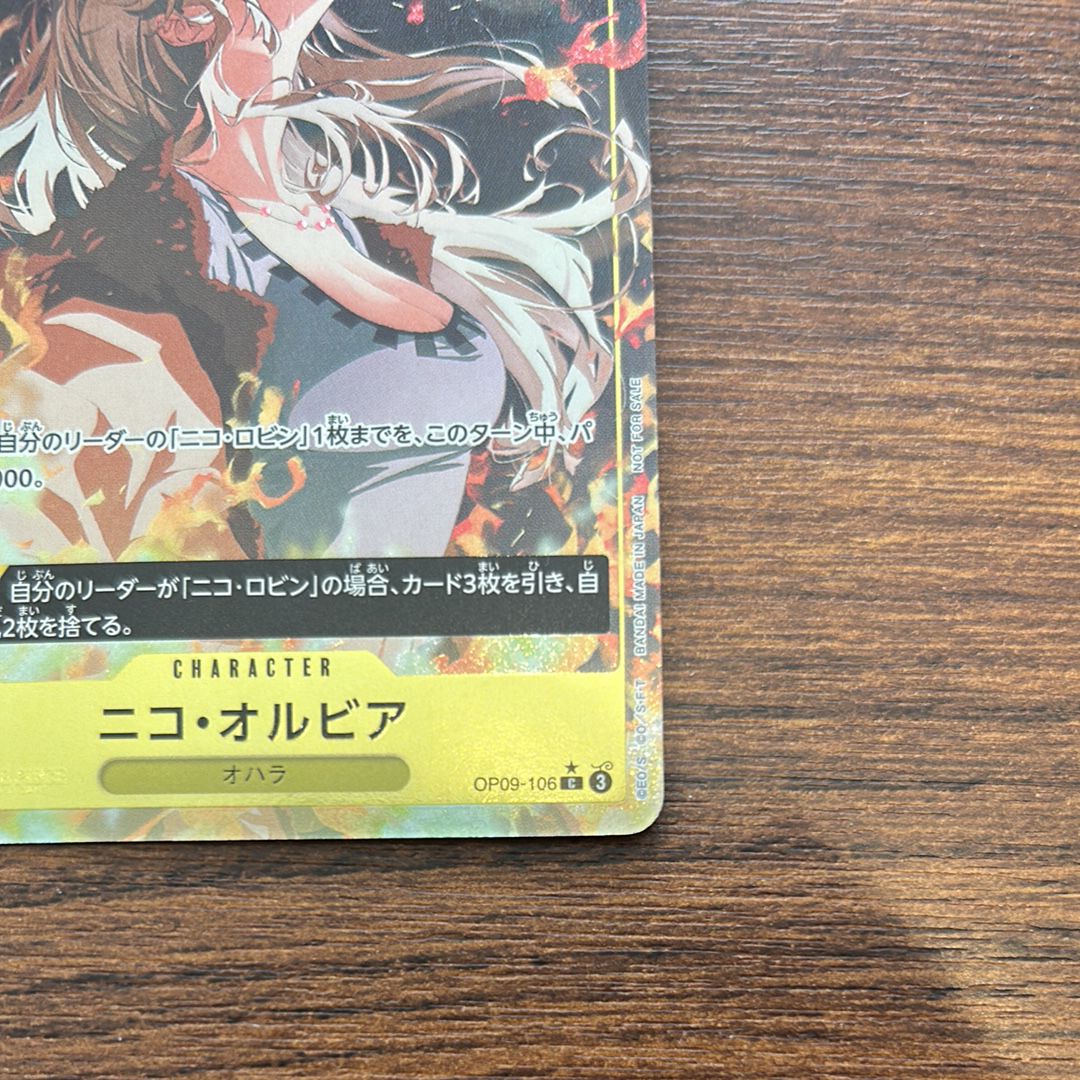 自分のリーダーの「ニコ・ロビン」1枚までを、このターン中、パ
000。
自分のリーダーが「ニコ・ロビン」の場合、カード3枚を引き、自
2枚を捨てる。
CHARACTER
ニコ・オルビア
オハラ
OP09-106 C 3
©EO/S ©O/S・F・T BANDAI MADE IN JAPAN NOT FOR SALE